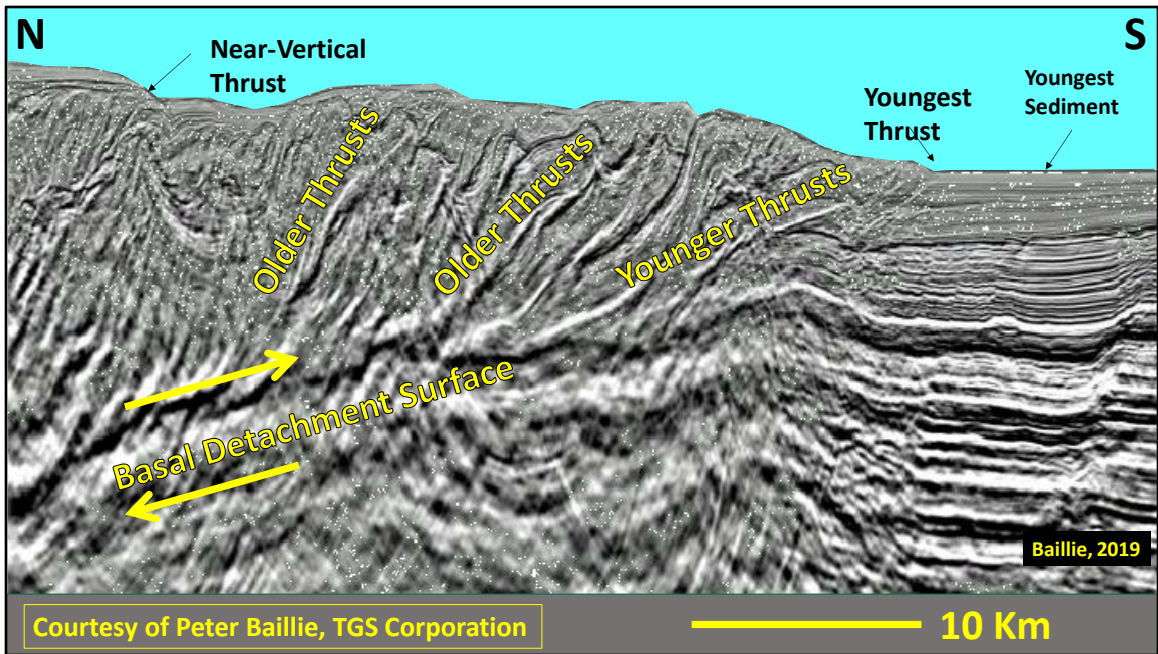 N
S
Near-Vertical
Thrust
Youngest
Thrust
Youngest
Sediment
Older Thrusts
Older Thrusts
Younger Thrusts
Basal Detachment Surface
Baillie, 2019
Courtesy of Peter Baillie, TGS Corporation
10 Km